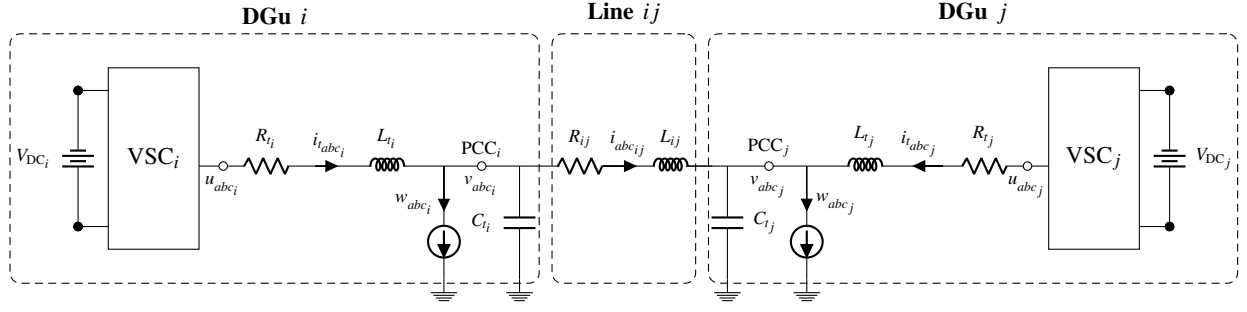 DGu i
Line ij
DGu j
V_DC_i
VSC_i
u_abc_i
R_t_i
i_t_abc_i
L_t_i
w_abc_i
PCC_i
v_abc_i
C_t_i
R_ij
i_abc_ij
L_ij
C_t_j
PCC_j
v_abc_j
w_abc_j
L_t_j
i_t_abc_j
R_t_j
u_abc_j
VSC_j
V_DC_j